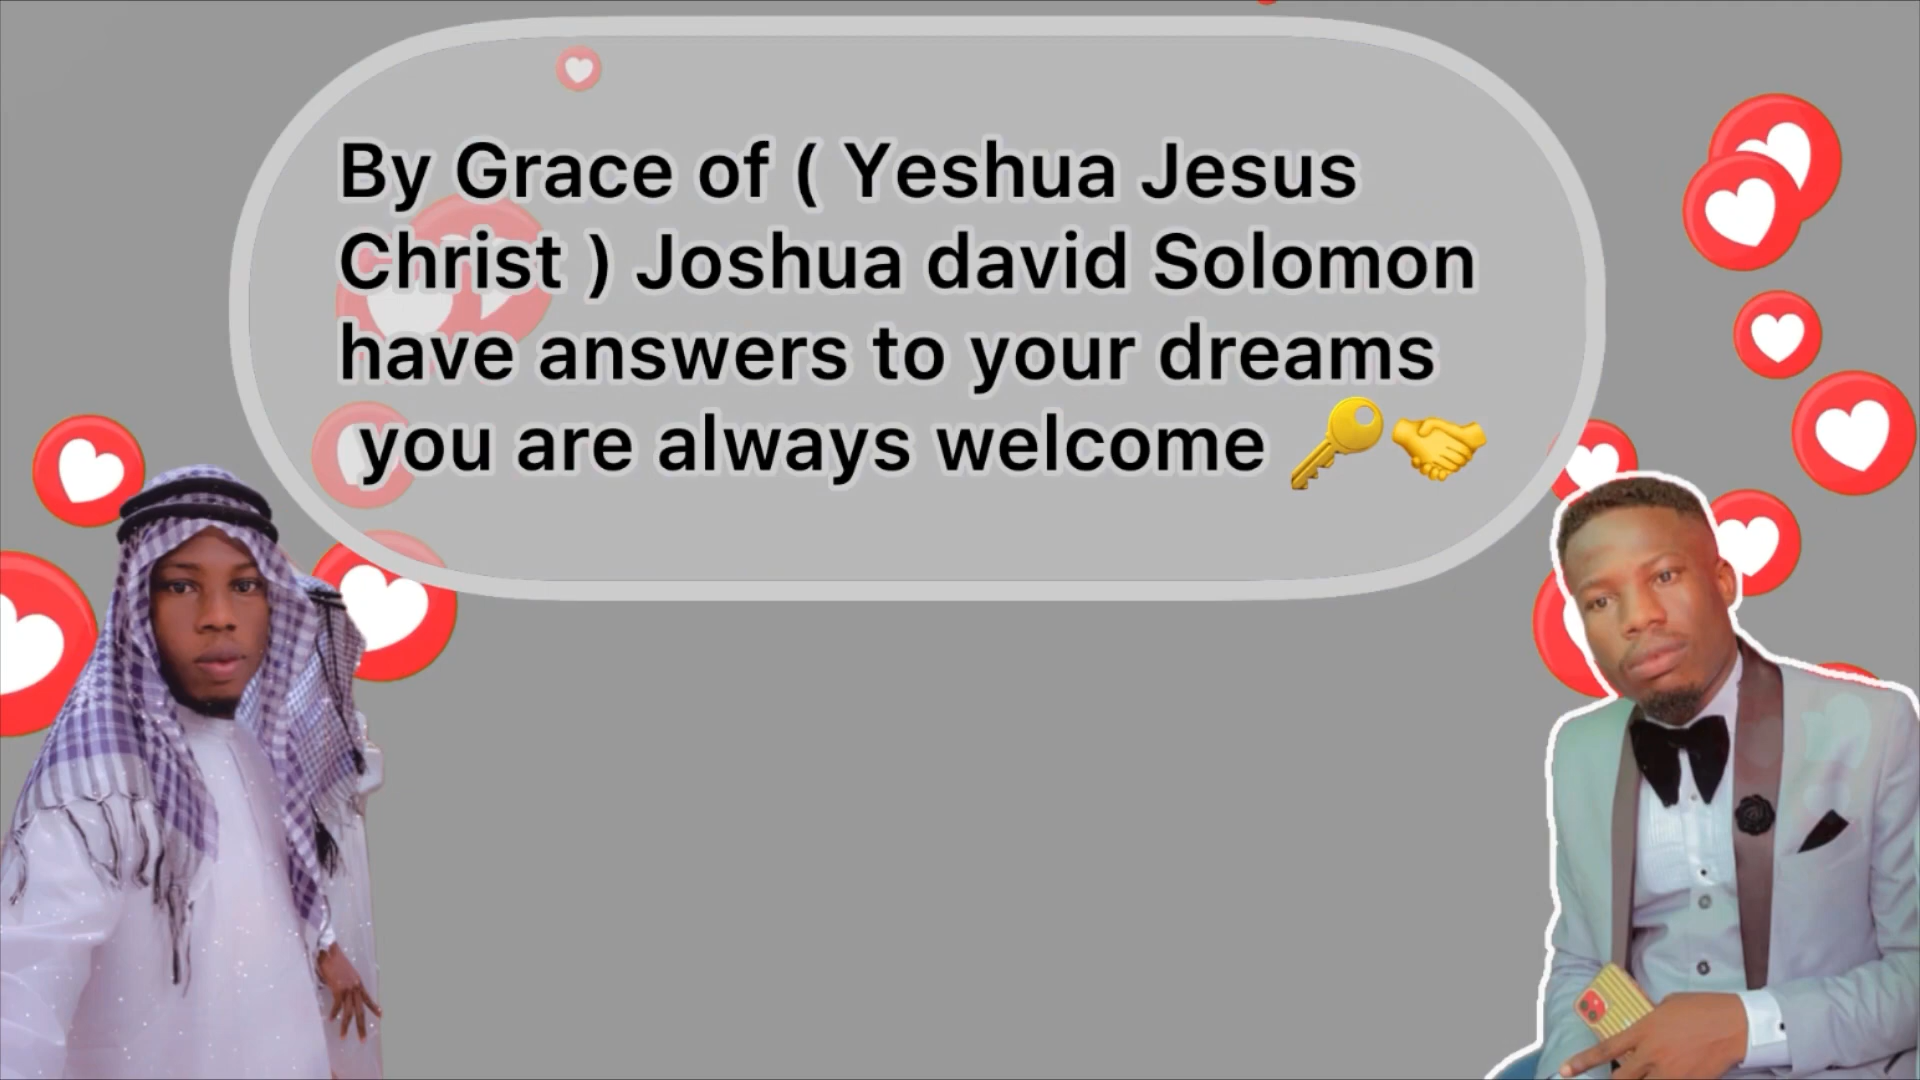 By Grace of ( Yeshua Jesus
Christ ) Joshua david Solomon
have answers to your dreams
you are always welcome 🔑🤝